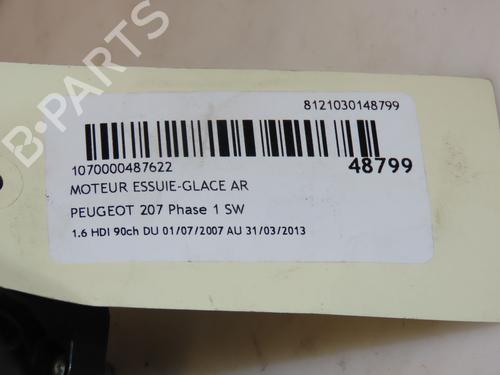 B-PARTS
8121030148799
1070000487622
48799
MOTEUR ESSUIE-GLACE AR
PEUGEOT 207 Phase 1 SW
1.6 HDI 90ch DU 01/07/2007 AU 31/03/2013